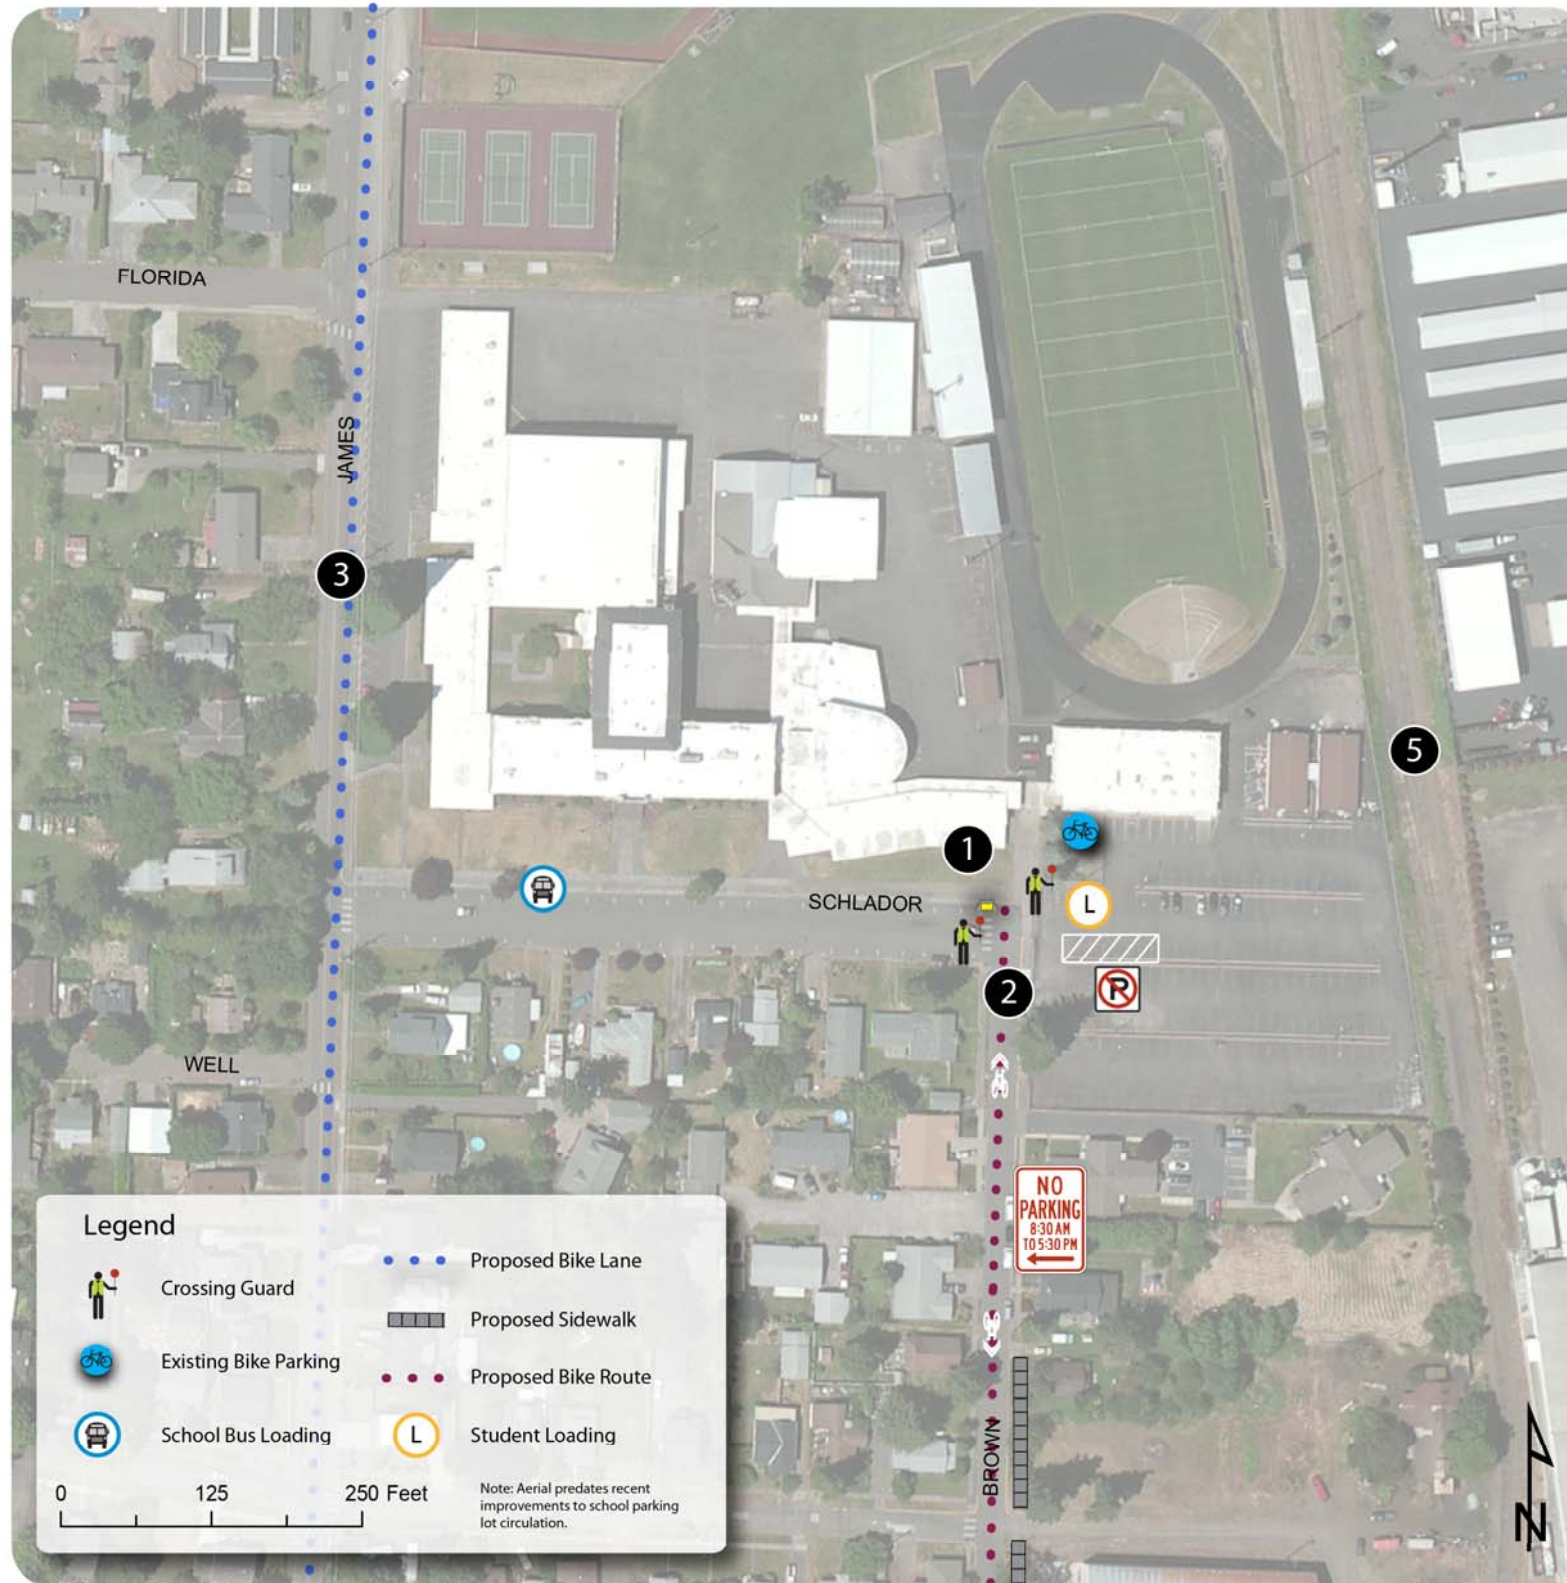 FLORIDA
JAMES
3
5
1
SCHLADOR
L
2
P
WELL
NO
PARKING
8:30 AM
TO 5:30 PM
BROWN
Legend
Crossing Guard
Existing Bike Parking
School Bus Loading
Proposed Bike Lane
Proposed Sidewalk
Proposed Bike Route
L
Student Loading
0 125 250 Feet
Note: Aerial predates recent
improvements to school parking
lot circulation.
N